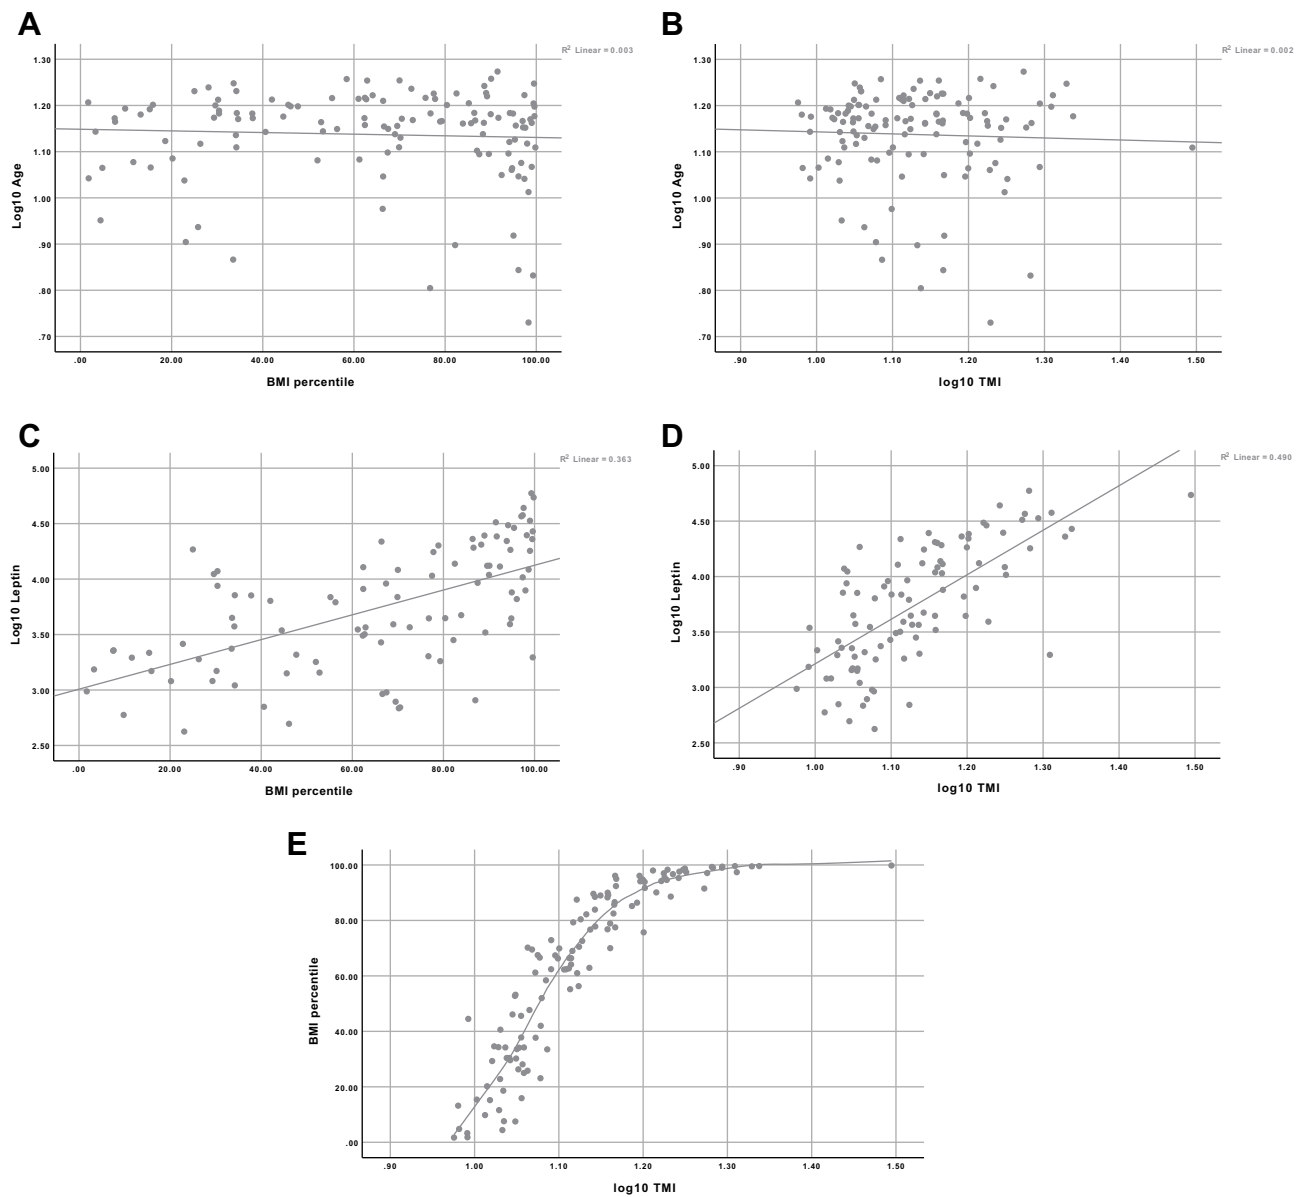 A
R² Linear = 0.003
1.30
1.20
1.10
1.00
.90
.80
.70
Log10 Age
.00 20.00 40.00 60.00 80.00 100.00
BMI percentile
B
R² Linear = 0.002
1.30
1.20
1.10
1.00
.90
.80
.70
Log10 Age
.90 1.00 1.10 1.20 1.30 1.40 1.50
log10 TMI
C
R² Linear = 0.363
5.00
4.50
4.00
3.50
3.00
2.50
Log10 Leptin
.00 20.00 40.00 60.00 80.00 100.00
BMI percentile
D
R² Linear = 0.490
5.00
4.50
4.00
3.50
3.00
2.50
Log10 Leptin
.90 1.00 1.10 1.20 1.30 1.40 1.50
log10 TMI
E
100.00
80.00
60.00
40.00
20.00
.00
BMI percentile
.90 1.00 1.10 1.20 1.30 1.40 1.50
log10 TMI